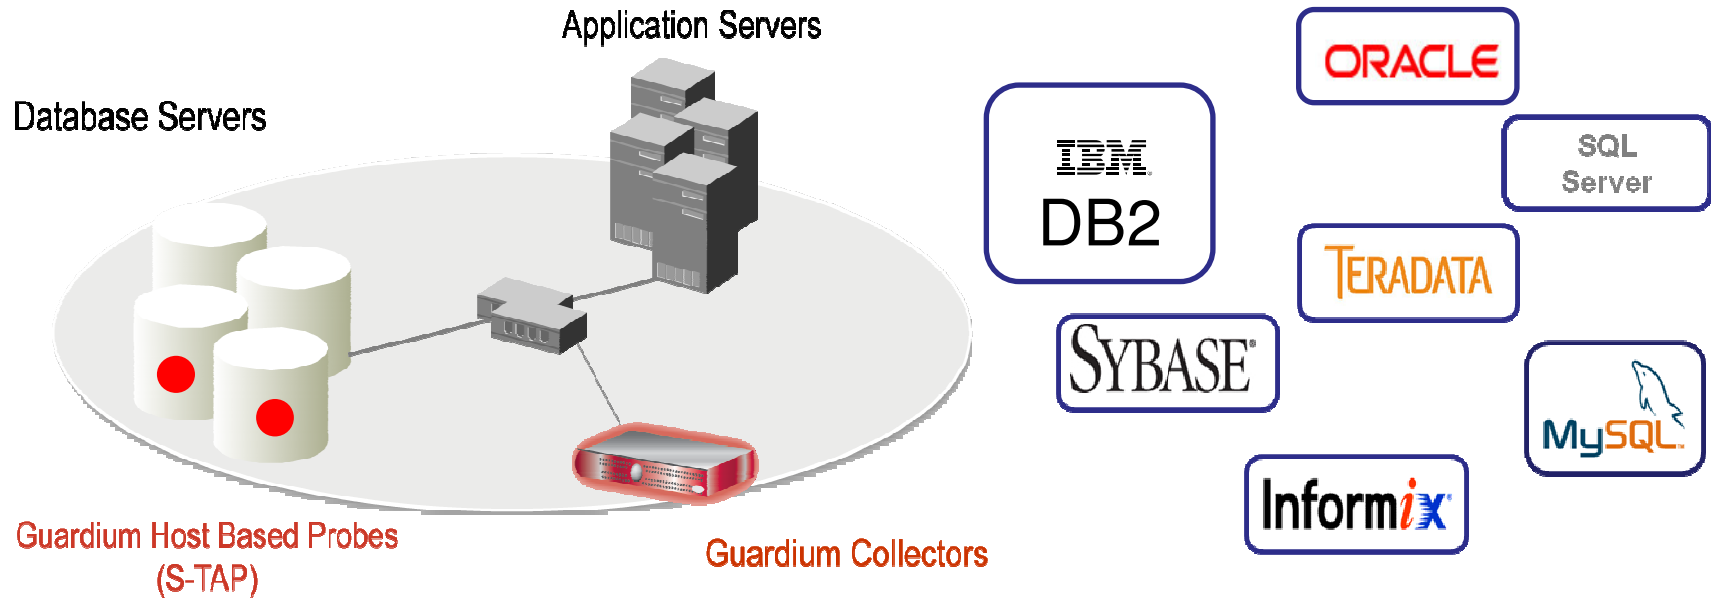 Application Servers
Database Servers
Guardium Host Based Probes
(S-TAP)
Guardium Collectors
ORACLE
IBM.
DB2
SQL
Server
TERADATA
SYBASE®
MySQL™
Informix